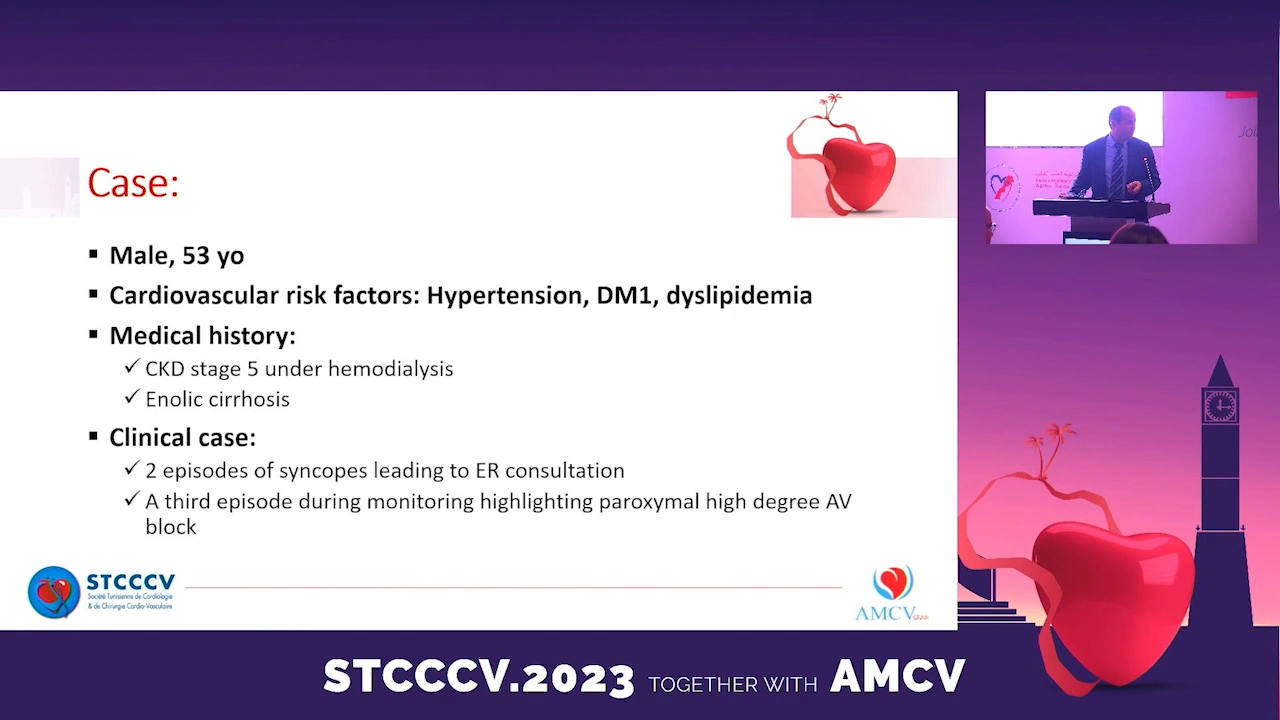 Case:
▪ Male, 53 yo
▪ Cardiovascular risk factors: Hypertension, DM1, dyslipidemia
▪ Medical history:
✓ CKD stage 5 under hemodialysis
✓ Enolic cirrhosis
▪ Clinical case:
✓ 2 episodes of syncopes leading to ER consultation
✓ A third episode during monitoring highlighting paroxymal high degree AV
block
STCCCV
Société Tunisienne de Cardiologie
& de Chirurgie Cardio-Vasculaire
AMCV
STCCCV.2023 TOGETHER WITH AMCV